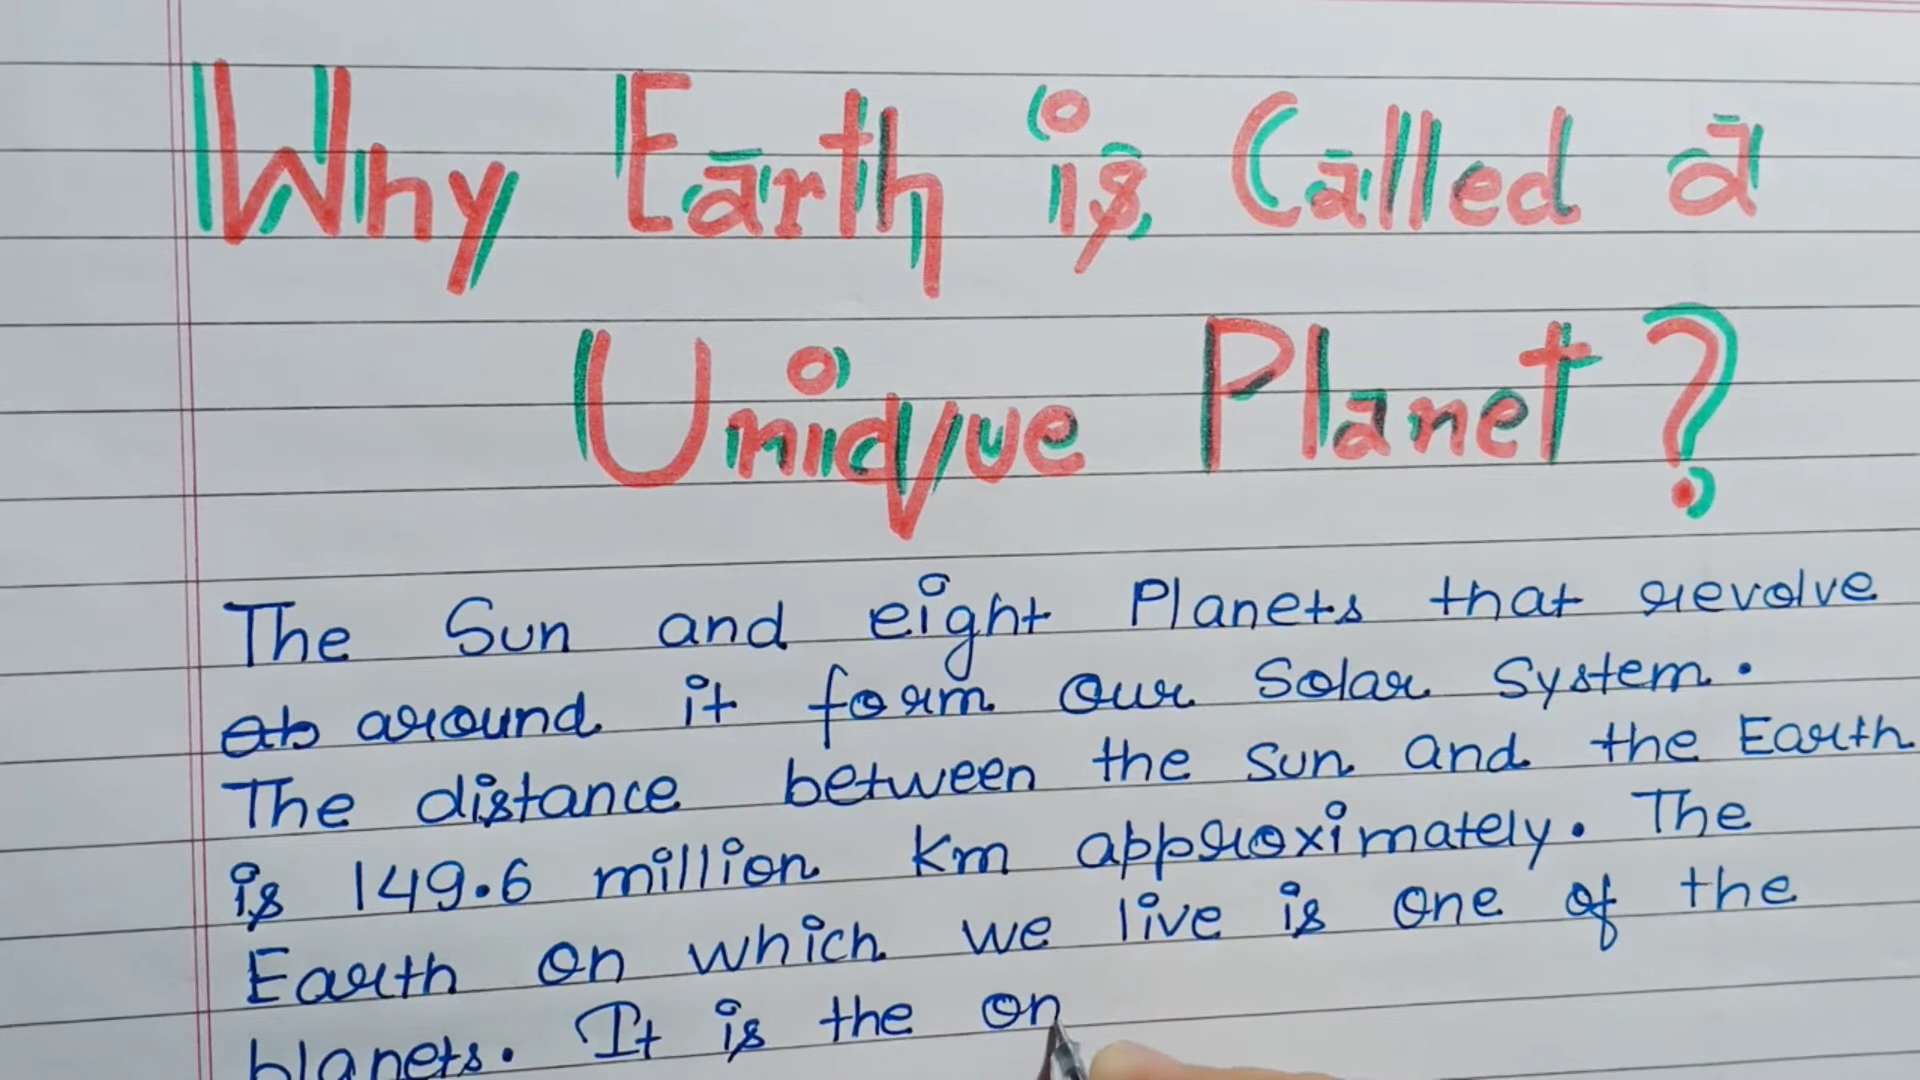 Why Earth is Called a
Unique Planet?
The Sun and eight Planets that revolve
ab around it form our Solar System.
The distance between the sun and the Earth
is 149.6 million km approximately. The
Earth on which we live is one of the
planets. It is the on